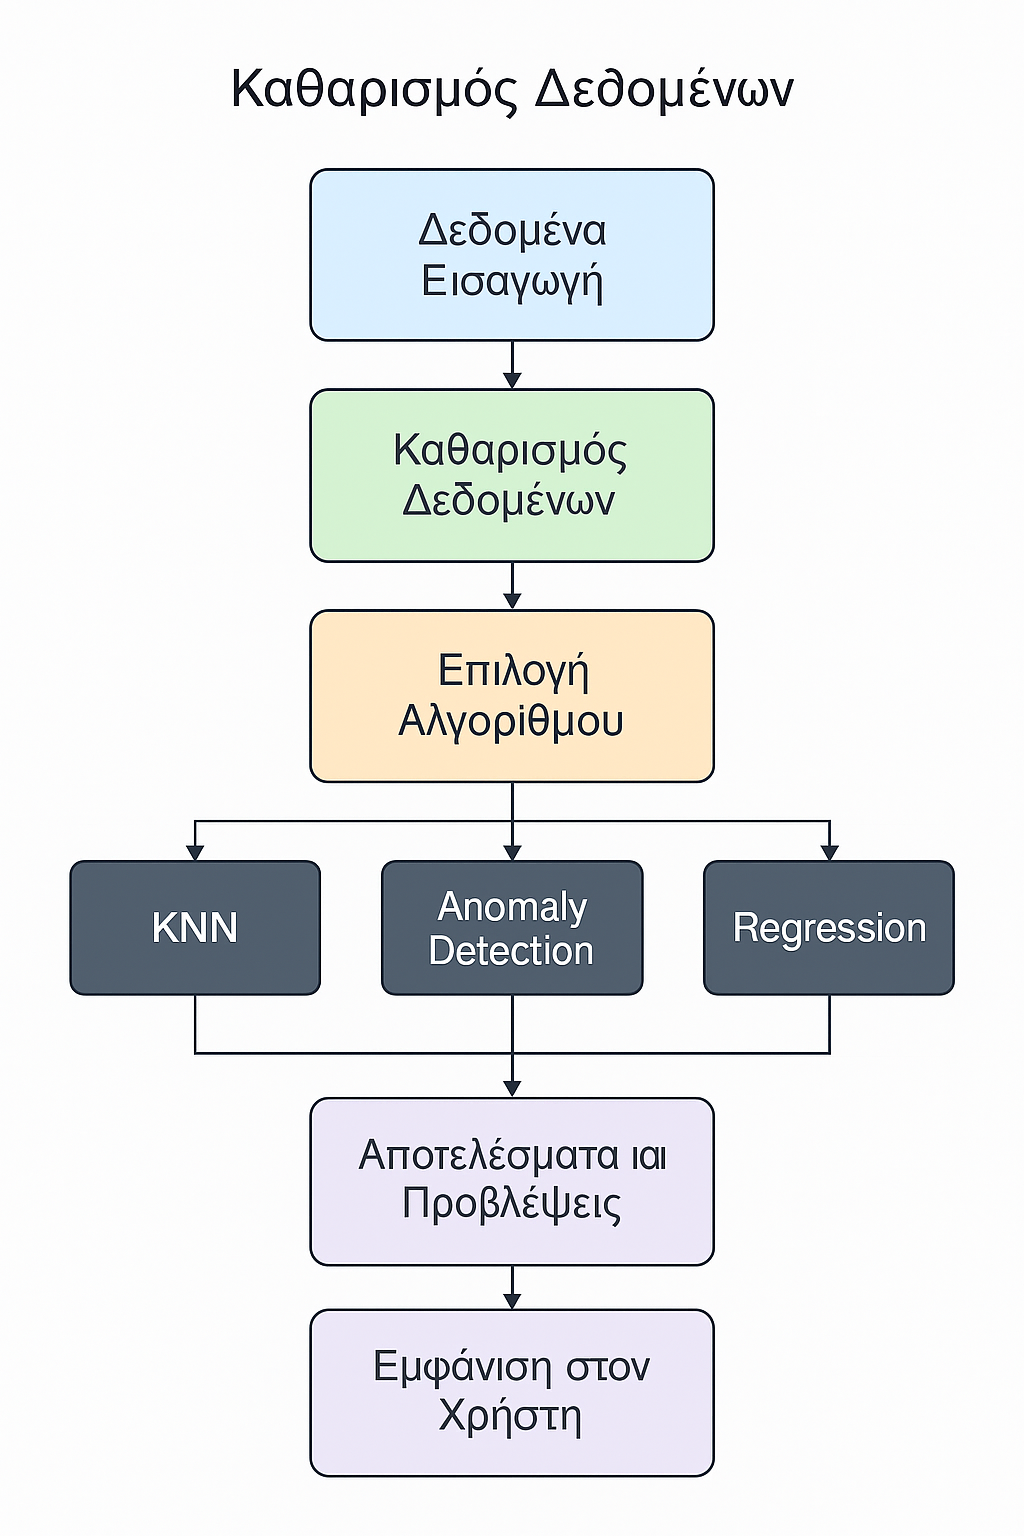 Καθαρισμός Δεδομένων
Δεδομένα
Εισαγωγή
Καθαρισμός
Δεδομένων
Επιλογή
Αλγορίθμου
KNN
Anomaly
Detection
Regression
Αποτελέσματα ιαι
Προβλέψεις
Εμφάνιση στον
Χρήστη